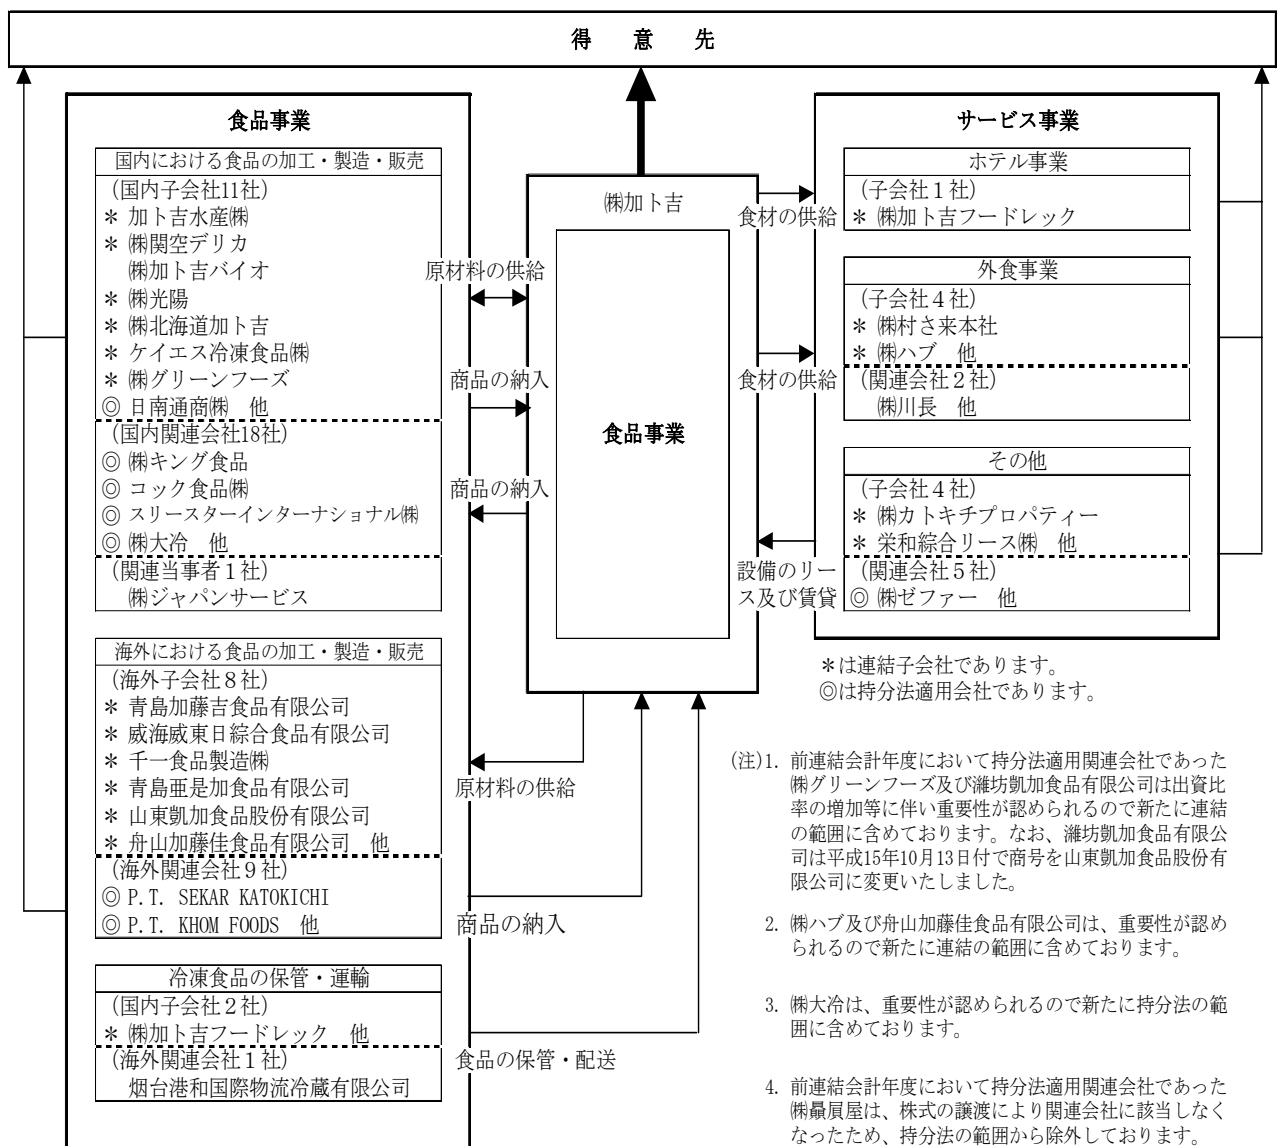 得　意　先
食品事業
国内における食品の加工・製造・販売
(国内子会社11社)
＊ 加ト吉水産㈱
＊ ㈱関空デリカ
㈱加ト吉バイオ
＊ ㈱光陽
＊ ㈱北海道加ト吉
＊ ケイエス冷凍食品㈱
＊ ㈱グリーンフーズ
◎ 日南通商㈱　他
(国内関連会社18社)
◎ ㈱キング食品
◎ コック食品㈱
◎ スリースターインターナショナル㈱
◎ ㈱大冷　他
(関連当事者１社)
㈱ジャパンサービス
海外における食品の加工・製造・販売
(海外子会社８社)
＊ 青島加藤吉食品有限公司
＊ 威海威東日綜合食品有限公司
＊ 千一食品製造㈱
＊ 青島亜是加食品有限公司
＊ 山東凱加食品股份有限公司
＊ 舟山加藤佳食品有限公司　他
(海外関連会社９社)
◎ P.T. SEKAR KATOKICHI
◎ P.T. KHOM FOODS　他
冷凍食品の保管・運輸
(国内子会社２社)
＊ ㈱加ト吉フードレック　他
(海外関連会社１社)
烟台港和国際物流冷蔵有限公司
原材料の供給
商品の納入
商品の納入
原材料の供給
商品の納入
食品の保管・配送
㈱加ト吉
食品事業
食材の供給
食材の供給
設備のリー
ス及び賃貸
サービス事業
ホテル事業
(子会社１社)
＊ ㈱加ト吉フードレック
外食事業
(子会社４社)
＊ ㈱村さ来本社
＊ ㈱ハブ　他
(関連会社２社)
㈱川長　他
その他
(子会社４社)
＊ ㈱カトキチプロパティー
＊ 栄和綜合リース㈱　他
(関連会社５社)
◎ ㈱ゼファー　他
＊は連結子会社であります。
◎は持分法適用会社であります。
(注)1. 前連結会計年度において持分法適用関連会社であった
㈱グリーンフーズ及び濰坊凱加食品有限公司は出資比
率の増加等に伴い重要性が認められるので新たに連結
の範囲に含めております。なお、濰坊凱加食品有限公
司は平成15年10月13日付で商号を山東凱加食品股份有
限公司に変更いたしました。
2. ㈱ハブ及び舟山加藤佳食品有限公司は、重要性が認め
られるので新たに連結の範囲に含めております。
3. ㈱大冷は、重要性が認められるので新たに持分法の範
囲に含めております。
4. 前連結会計年度において持分法適用関連会社であった
㈱贔屓屋は、株式の譲渡により関連会社に該当しなく
なったため、持分法の範囲から除外しております。